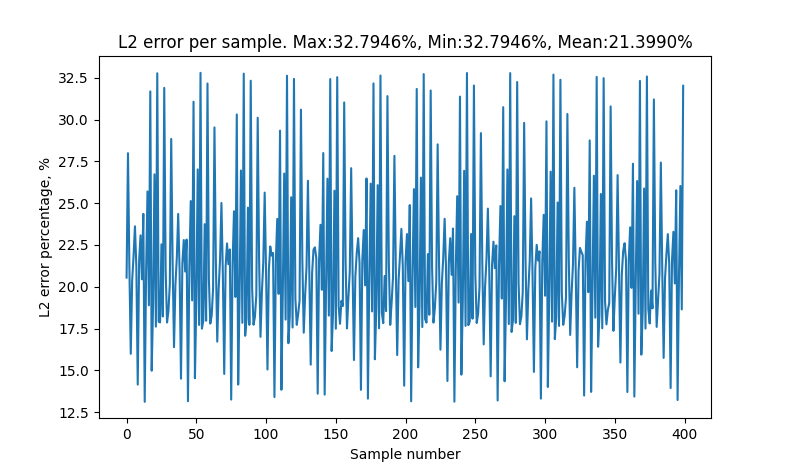 L2 error per sample. Max:32.7946%, Min:32.7946%, Mean:21.3990%
32.5
30.0
27.5
25.0
22.5
20.0
17.5
15.0
12.5
L2 error percentage, %
0 50 100 150 200 250 300 350 400
Sample number